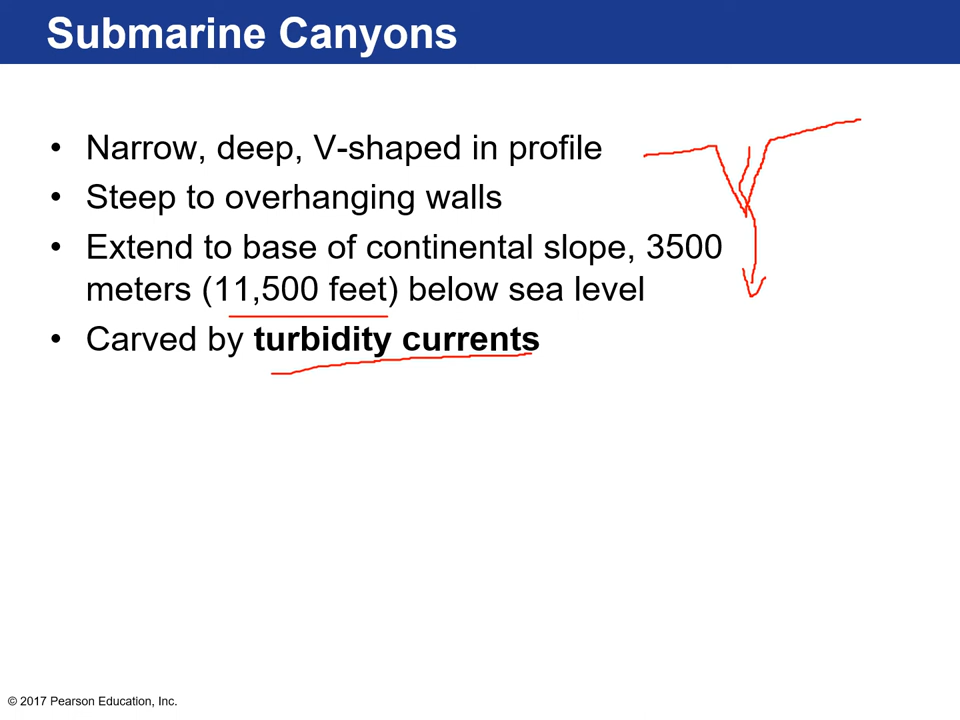 Submarine Canyons
• Narrow, deep, V-shaped in profile
• Steep to overhanging walls
• Extend to base of continental slope, 3500
meters (11,500 feet) below sea level
• Carved by turbidity currents
© 2017 Pearson Education, Inc.